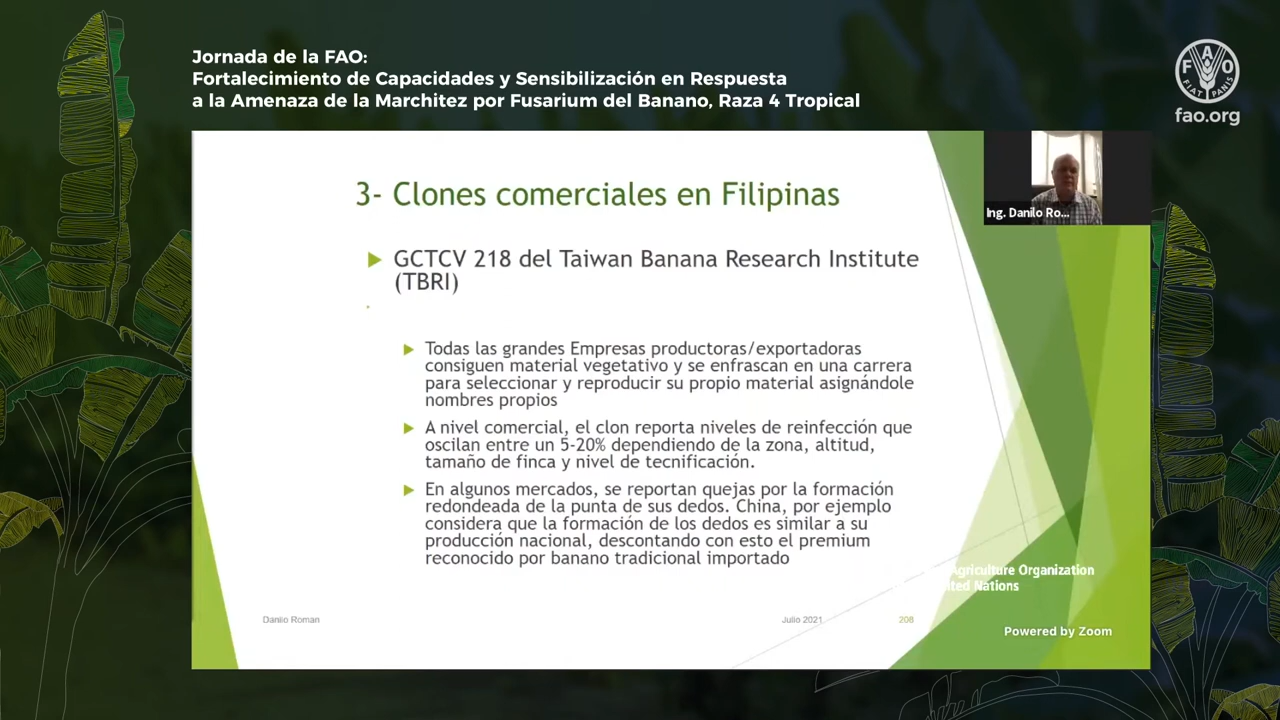 Jornada de la FAO:
Fortalecimiento de Capacidades y Sensibilización en Respuesta
a la Amenaza de la Marchitez por Fusarium del Banano, Raza 4 Tropical
F A O
FIAT PANIS
fao.org
Ing. Danilo Ro...
3- Clones comerciales en Filipinas
GCTCV 218 del Taiwan Banana Research Institute
(TBRI)
Todas las grandes Empresas productoras/exportadoras
consiguen material vegetativo y se enfrascan en una carrera
para seleccionar y reproducir su propio material asignándole
nombres propios
A nivel comercial, el clon reporta niveles de reinfección que
oscilan entre un 5-20% dependiendo de la zona, altitud,
tamaño de finca y nivel de tecnificación.
En algunos mercados, se reportan quejas por la formación
redondeada de la punta de sus dedos. China, por ejemplo
considera que la formación de los dedos es similar a su
producción nacional, descontando con esto el premium
reconocido por banano tradicional importado
Agriculture Organization
Nations
Danilo Roman
Julio 2021
208
Powered by Zoom